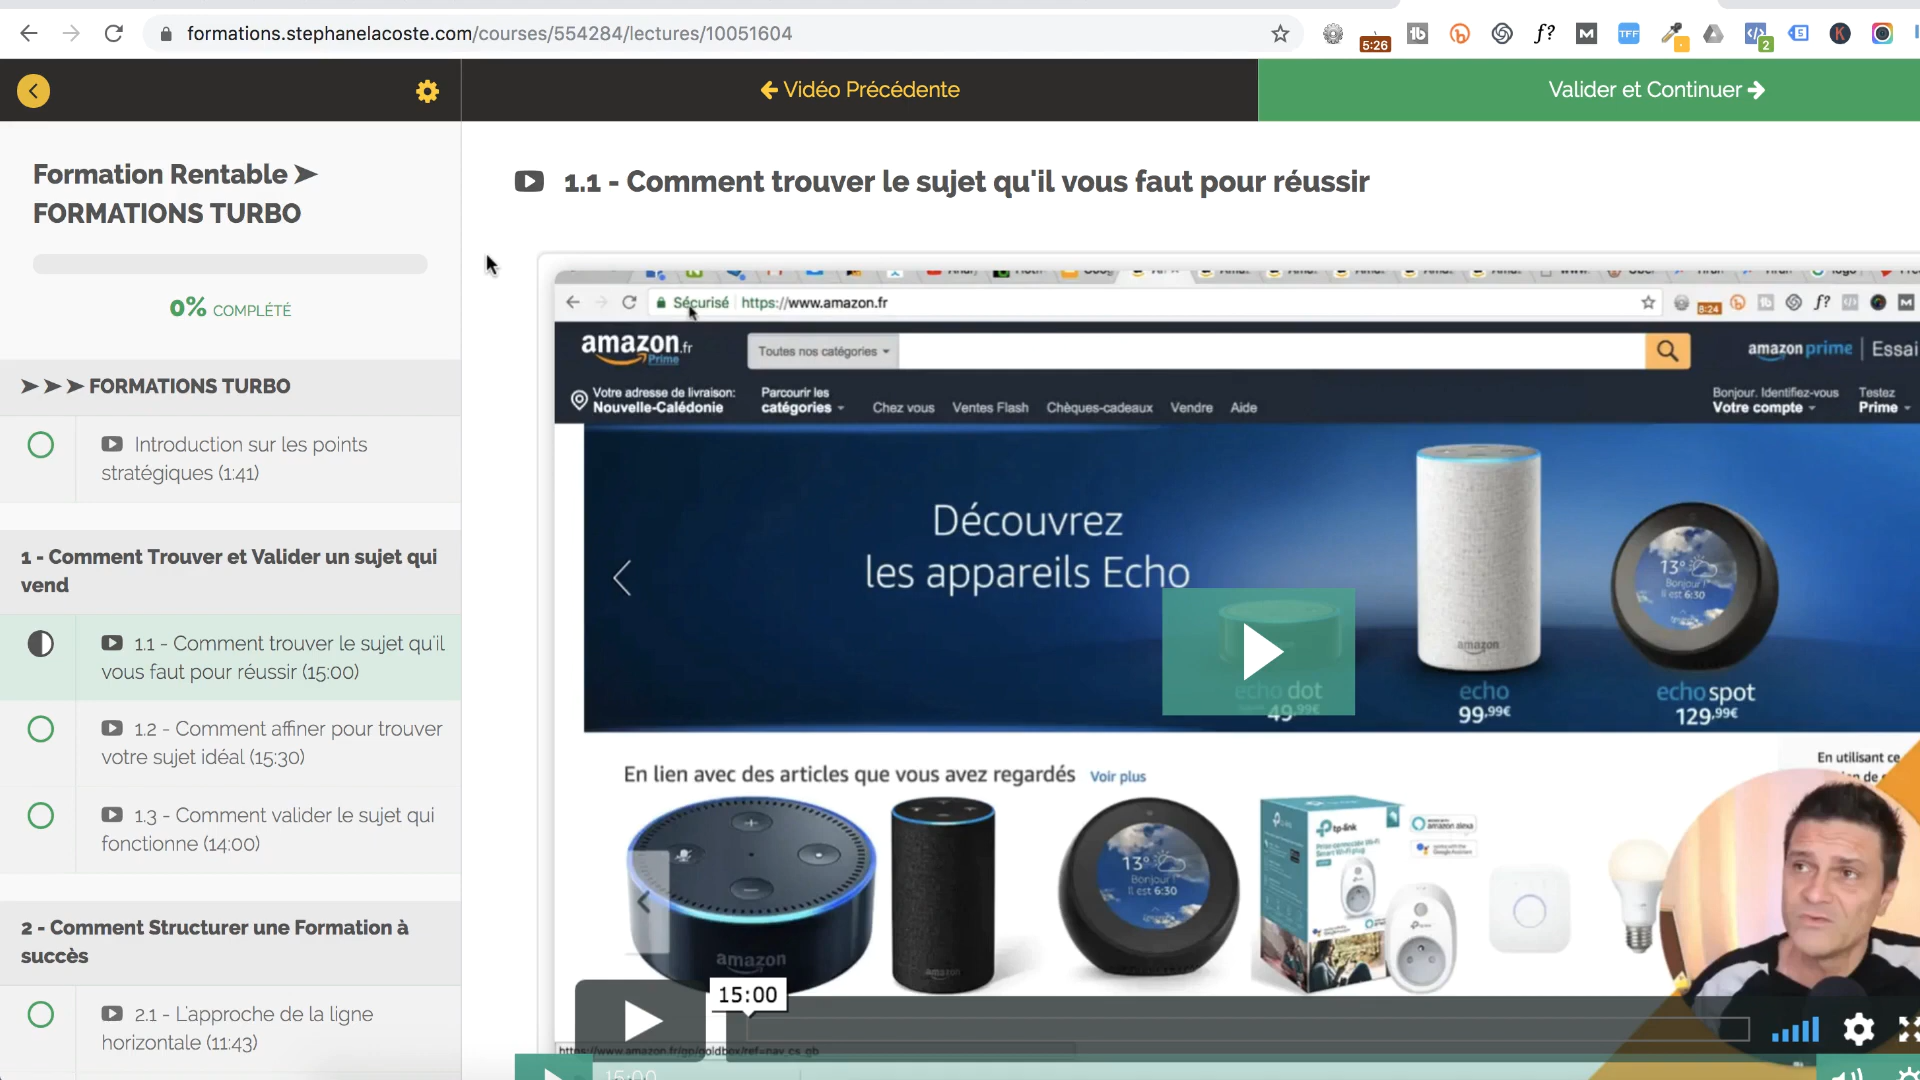 formations.stephanelacoste.com/courses/554284/lectures/10051604
5:26
f?
TFF
2
Vidéo Précédente
Valider et Continuer
Formation Rentable ➤
FORMATIONS TURBO
0% COMPLÉTÉ
➤ ➤ ➤ FORMATIONS TURBO
Introduction sur les points
stratégiques (1:41)
1 - Comment Trouver et Valider un sujet qui
vend
1.1 - Comment trouver le sujet qu'il
vous faut pour réussir (15:00)
1.2 - Comment affiner pour trouver
votre sujet idéal (15:30)
1.3 - Comment valider le sujet qui
fonctionne (14:00)
2 - Comment Structurer une Formation à
succès
2.1 - L'approche de la ligne
horizontale (11:43)
1.1 - Comment trouver le sujet qu'il vous faut pour réussir
Sécurisé https://www.amazon.fr
8:24
f?
amazon.fr
Prime
Toutes nos catégories
amazon prime | Essai
Votre adresse de livraison:
Nouvelle-Calédonie
Parcourir les
catégories
Chez vous Ventes Flash Chèques-cadeaux Vendre Aide
Bonjour. Identifiez-vous
Votre compte
Testez
Prime
Découvrez
les appareils Echo
13°
Bonjour
Il est 6:30
amazon
echo dot
49,99€
echo
99,99€
echo spot
129,99€
En lien avec des articles que vous avez regardés Voir plus
En utilisant ce
tp-link
amazon alexa
13°
Bonjour
Il est 6:30
amazon
amazon
15:00
https://www.amazon.fr/gp/goldbox/ref=nav_cs_gb
15:00